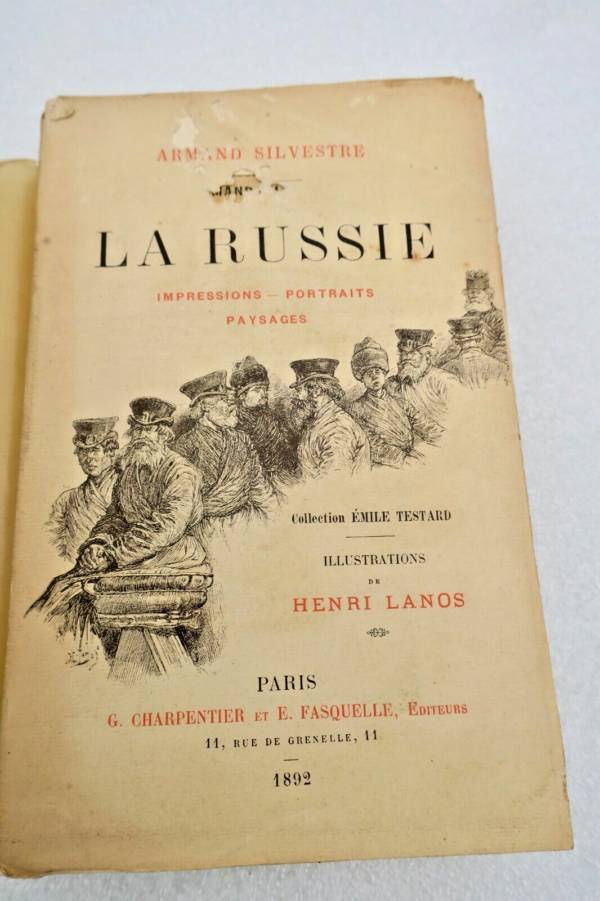 ARMAND SILVESTRE
LA RUSSIE
IMPRESSIONS — PORTRAITS
PAYSAGES
Collection ÉMILE TESTARD
ILLUSTRATIONS
DE
HENRI LANOS
PARIS
G. CHARPENTIER ET E. FASQUELLE, ÉDITEURS
11, RUE DE GRENELLE, 11
1892